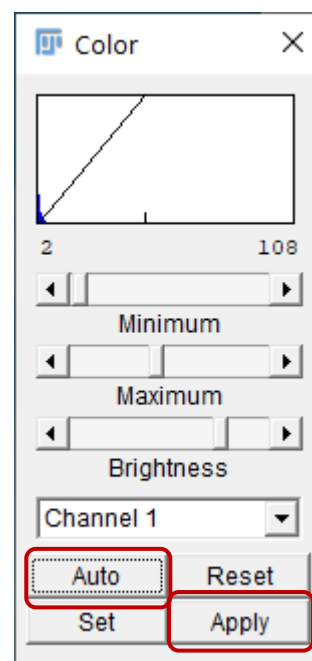 Color
2 108
Minimum
Maximum
Brightness
Channel 1
Auto Reset
Set Apply